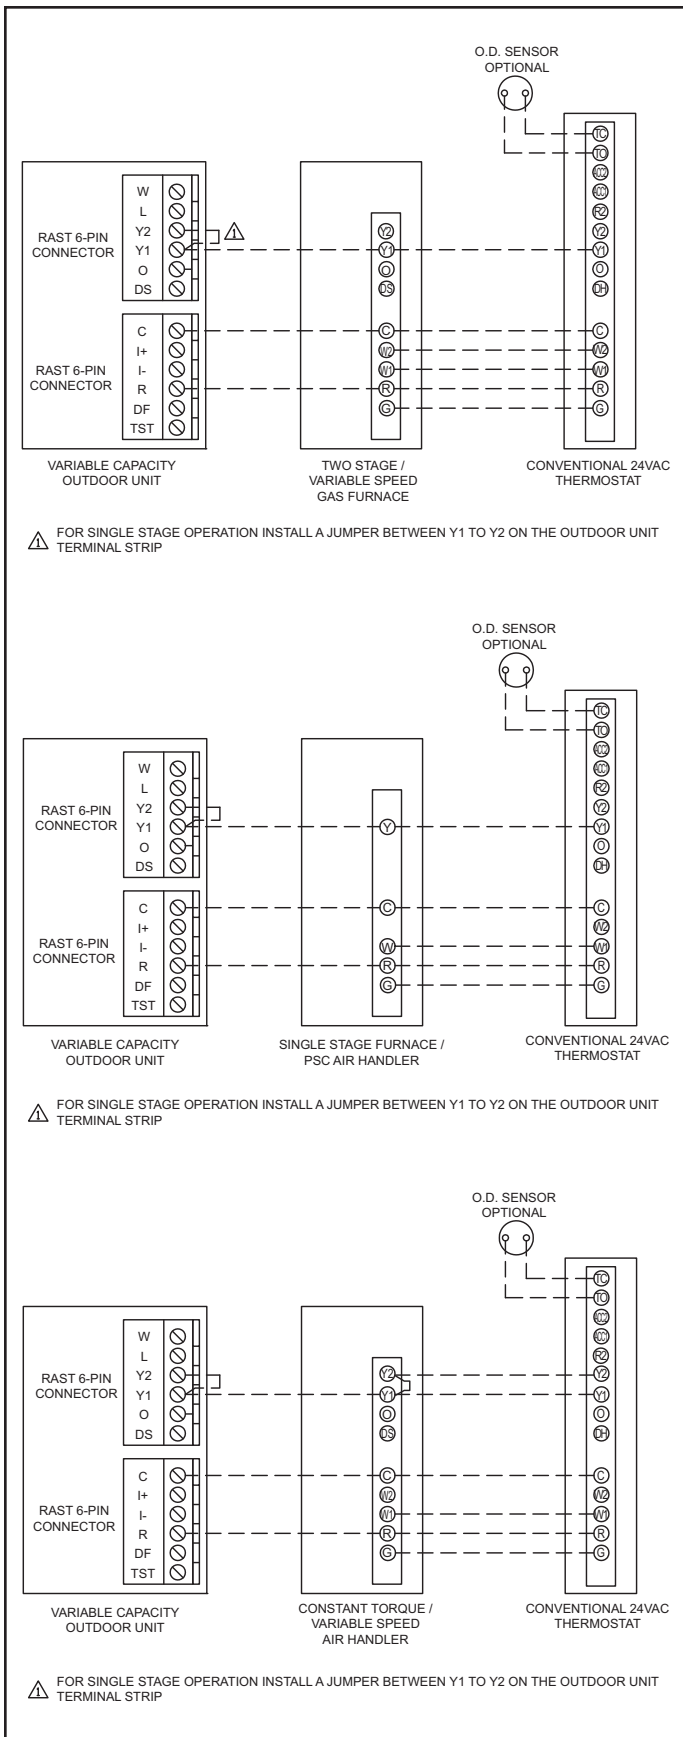 O.D. SENSOR
OPTIONAL
TC
TO
ACC2
ACC1
R2
Y2
Y1
O
DH
C
W2
W1
R
G
RAST 6-PIN
CONNECTOR
W
L
Y2
Y1
O
DS
RAST 6-PIN
CONNECTOR
C
I+
I-
R
DF
TST
1
Y2
Y1
O
DS
C
W2
W1
R
G
VARIABLE CAPACITY
OUTDOOR UNIT
TWO STAGE /
VARIABLE SPEED
GAS FURNACE
CONVENTIONAL 24VAC
THERMOSTAT
1 FOR SINGLE STAGE OPERATION INSTALL A JUMPER BETWEEN Y1 TO Y2 ON THE OUTDOOR UNIT
TERMINAL STRIP
O.D. SENSOR
OPTIONAL
TC
TO
ACC2
ACC1
R2
Y2
Y1
O
DH
C
W2
W1
R
G
RAST 6-PIN
CONNECTOR
W
L
Y2
Y1
O
DS
RAST 6-PIN
CONNECTOR
C
I+
I-
R
DF
TST
Y
C
W
R
G
VARIABLE CAPACITY
OUTDOOR UNIT
SINGLE STAGE FURNACE /
PSC AIR HANDLER
CONVENTIONAL 24VAC
THERMOSTAT
1 FOR SINGLE STAGE OPERATION INSTALL A JUMPER BETWEEN Y1 TO Y2 ON THE OUTDOOR UNIT
TERMINAL STRIP
O.D. SENSOR
OPTIONAL
TC
TO
ACC2
ACC1
R2
Y2
Y1
O
DH
C
W2
W1
R
G
RAST 6-PIN
CONNECTOR
W
L
Y2
Y1
O
DS
RAST 6-PIN
CONNECTOR
C
I+
I-
R
DF
TST
Y2
Y1
O
DS
C
W2
W1
R
G
VARIABLE CAPACITY
OUTDOOR UNIT
CONSTANT TORQUE /
VARIABLE SPEED
AIR HANDLER
CONVENTIONAL 24VAC
THERMOSTAT
1 FOR SINGLE STAGE OPERATION INSTALL A JUMPER BETWEEN Y1 TO Y2 ON THE OUTDOOR UNIT
TERMINAL STRIP